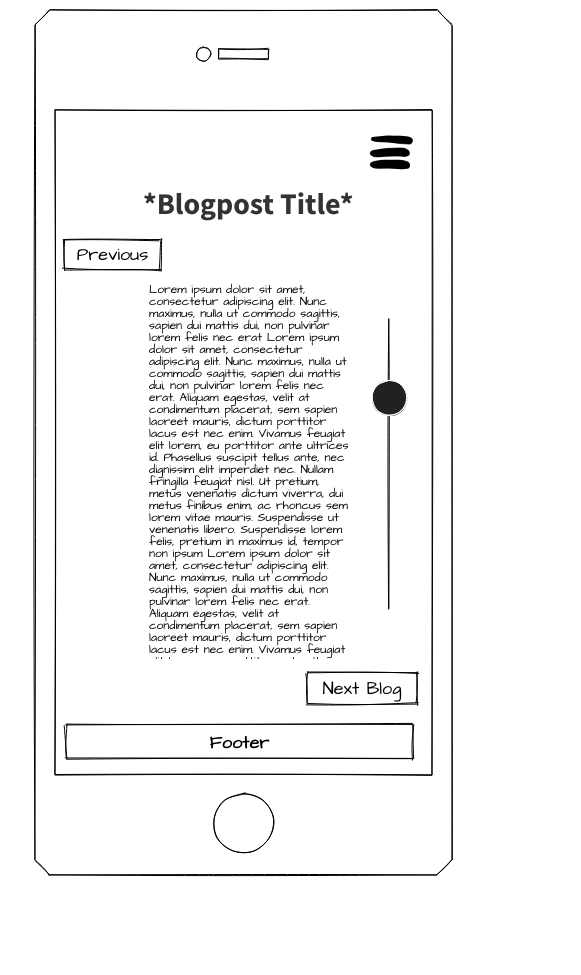 *Blogpost Title*
Previous
Lorem ipsum dolor sit amet,
consectetur adipiscing elit. Nunc
maximus, nulla ut commodo sagittis,
sapien dui mattis dui, non pulvinar
lorem felis nec erat Lorem ipsum
dolor sit amet, consectetur
adipiscing elit. Nunc maximus, nulla ut
commodo sagittis, sapien dui mattis
dui, non pulvinar lorem felis nec
erat. Aliquam egestas, velit at
condimentum placerat, sem sapien
laoreet mauris, dictum porttitor
lacus est nec enim. Vivamus feugiat
elit lorem, eu porttitor ante ultrices
id. Phasellus suscipit tellus ante, nec
dignissim elit imperdiet nec. Nullam
fringilla feugiat nisl. Ut pretium,
metus venenatis dictum viverra, dui
metus finibus enim, ac rhoncus sem
lorem vitae mauris. Suspendisse ut
venenatis libero. Suspendisse lorem
felis, pretium in maximus id, tempor
non ipsum Lorem ipsum dolor sit
amet, consectetur adipiscing elit.
Nunc maximus, nulla ut commodo
sagittis, sapien dui mattis dui, non
pulvinar lorem felis nec erat.
Aliquam egestas, velit at
condimentum placerat, sem sapien
laoreet mauris, dictum porttitor
lacus est nec enim. Vivamus feugiat
Next Blog
Footer